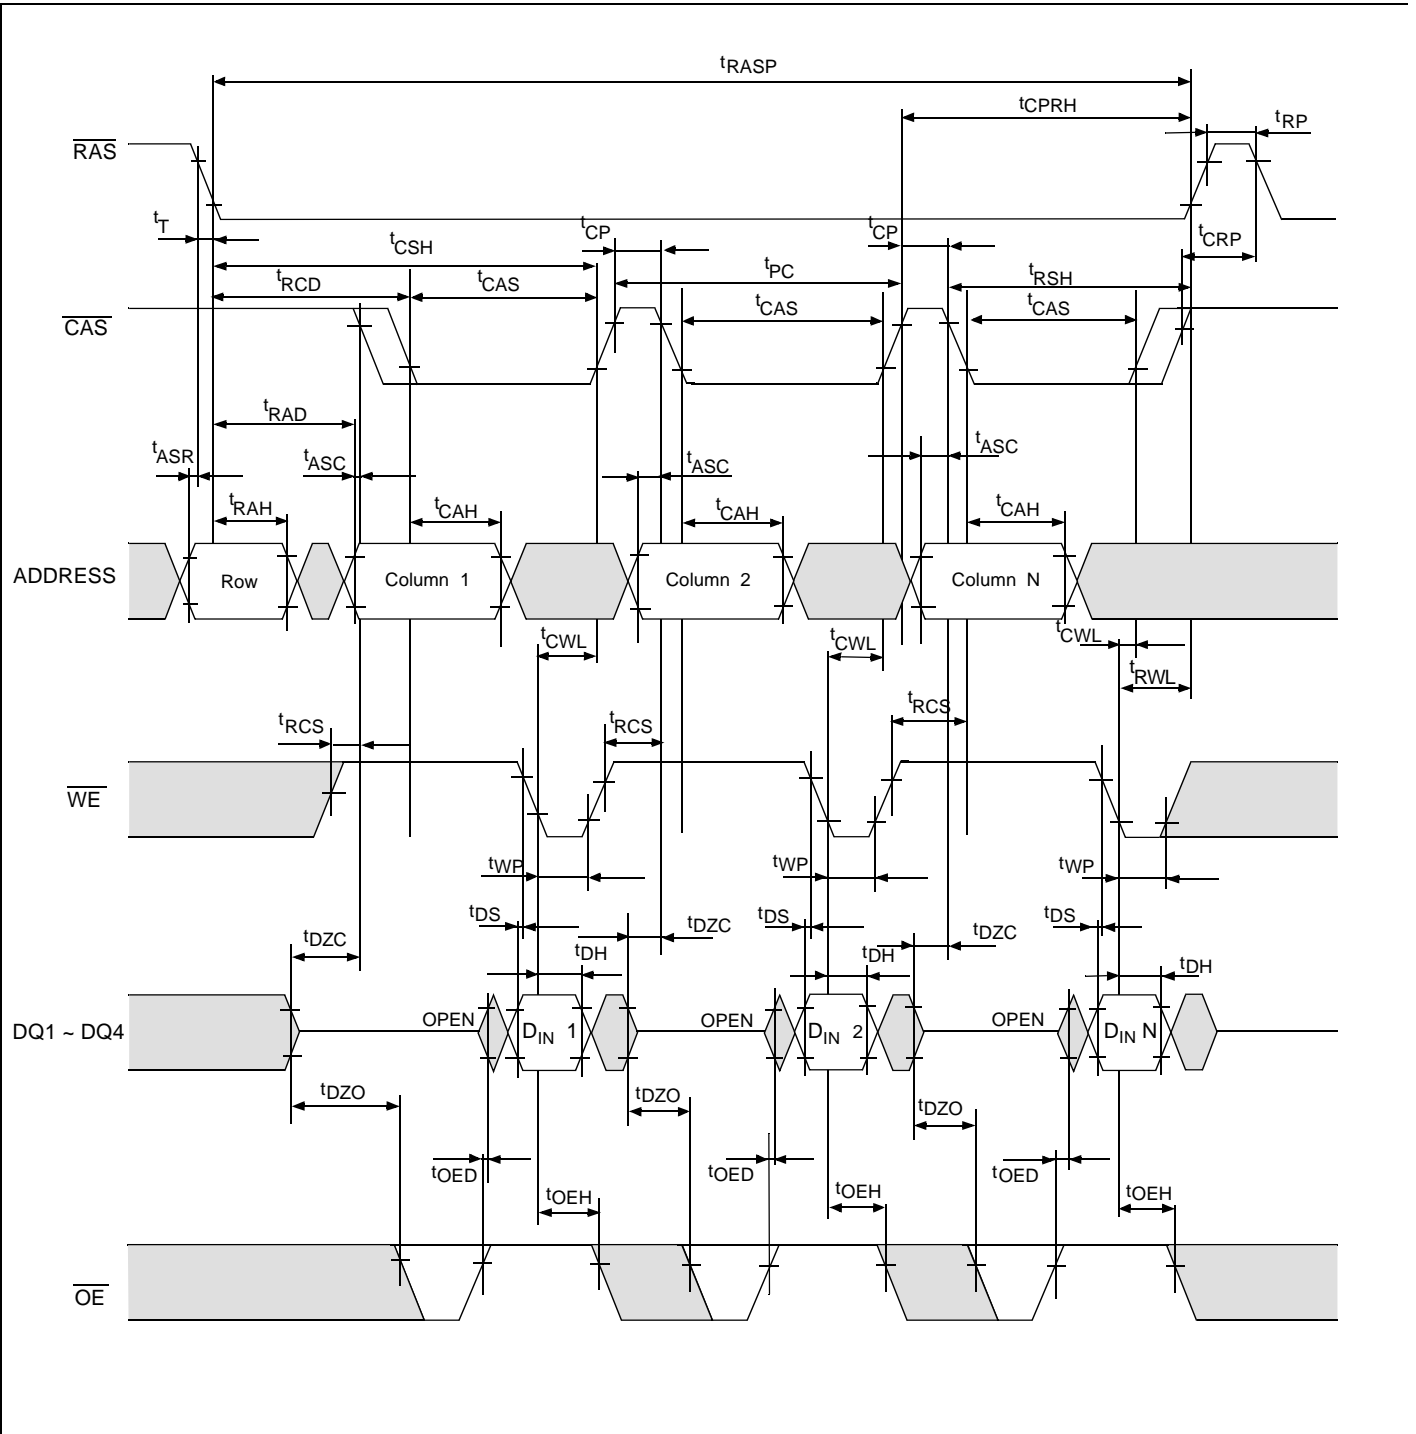 tRASP
tCPRH
tRP
RAS
tT
tCSH
tCP
tCP
tCRP
tRCD
tCAS
tPC
tRSH
CAS
tCAS
tCAS
tRAD
tASR
tASC
tASC
tASC
tRAH
tCAH
tCAH
tCAH
ADDRESS
Row
Column 1
Column 2
Column N
tCWL
tCWL
tCWL
tRWL
tRCS
tRCS
tRCS
WE
tWP
tWP
tWP
tDS
tDZC
tDS
tDZC
tDS
tDZC
tDH
tDH
tDH
DQ1 ~ DQ4
OPEN
DIN 1
OPEN
DIN 2
OPEN
DIN N
tDZO
tDZO
tDZO
tOED
tOED
tOED
tOEH
tOEH
tOEH
OE